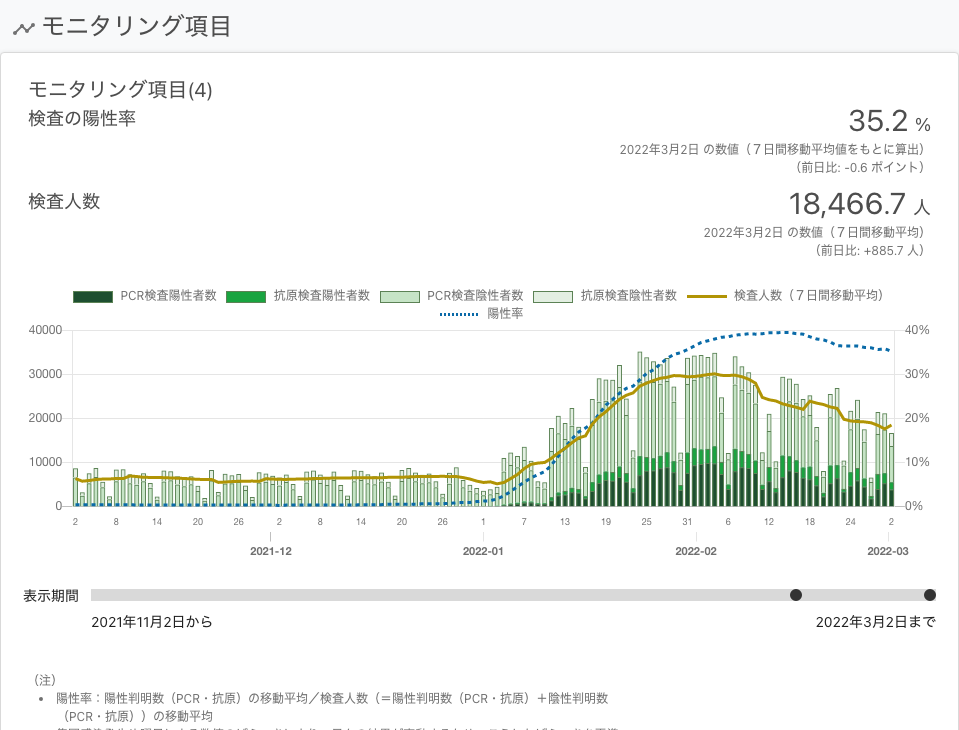 モニタリング項目
モニタリング項目(4)
検査の陽性率
35.2 %
2022年3月2日 の数値（７日間移動平均値をもとに算出）
（前日比: -0.6 ポイント）
検査人数
18,466.7 人
2022年3月2日 の数値（７日間移動平均）
（前日比: +885.7 人）
PCR検査陽性者数 抗原検査陽性者数 PCR検査陰性者数 抗原検査陰性者数 検査人数（７日間移動平均）
陽性率
40000 40%
30000 30%
20000 20%
10000 10%
0 0%
2 8 14 20 26 2 8 14 20 26 1 7 13 19 25 31 6 12 18 24 2
2021-12 2022-01 2022-02 2022-03
表示期間
2021年11月2日から 2022年3月2日まで
（注）
• 陽性率：陽性判明数（PCR・抗原）の移動平均／検査人数（＝陽性判明数（PCR・抗原）＋陰性判明数
（PCR・抗原））の移動平均